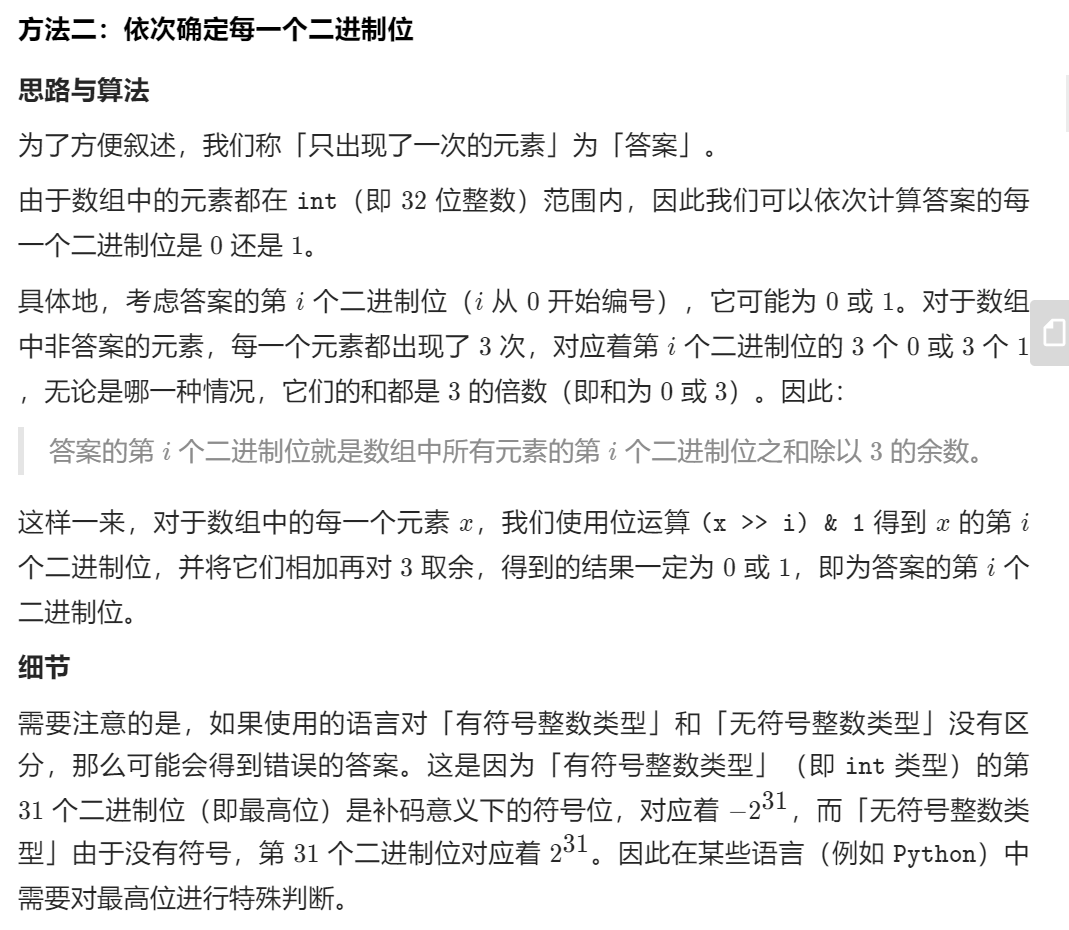 方法二：依次确定每一个二进制位
思路与算法
为了方便叙述，我们称「只出现了一次的元素」为「答案」。
由于数组中的元素都在 int（即 32 位整数）范围内，因此我们可以依次计算答案的每
一个二进制位是 0 还是 1。
具体地，考虑答案的第 i 个二进制位（i 从 0 开始编号），它可能为 0 或 1。对于数组
中非答案的元素，每一个元素都出现了 3 次，对应着第 i 个二进制位的 3 个 0 或 3 个 1
，无论是哪一种情况，它们的和都是 3 的倍数（即和为 0 或 3）。因此：
答案的第 i 个二进制位就是数组中所有元素的第 i 个二进制位之和除以 3 的余数。
这样一来，对于数组中的每一个元素 x，我们使用位运算 (x >> i) & 1 得到 x 的第 i
个二进制位，并将它们相加再对 3 取余，得到的结果一定为 0 或 1，即为答案的第 i 个
二进制位。
细节
需要注意的是，如果使用的语言对「有符号整数类型」和「无符号整数类型」没有区
分，那么可能会得到错误的答案。这是因为「有符号整数类型」（即 int 类型）的第
31 个二进制位（即最高位）是补码意义下的符号位，对应着 −2³¹，而「无符号整数类
型」由于没有符号，第 31 个二进制位对应着 2³¹。因此在某些语言（例如 Python）中
需要对最高位进行特殊判断。